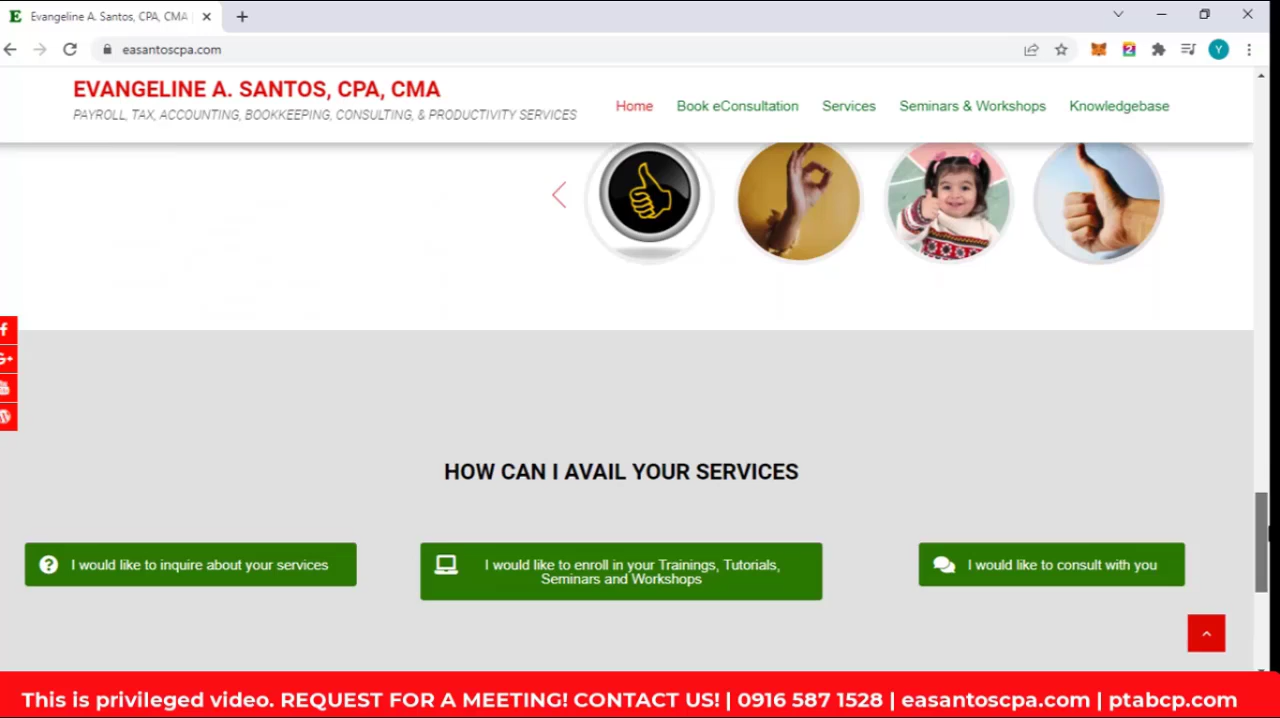 E Evangeline A. Santos, CPA, CMA
easantoscpa.com
2
Y
EVANGELINE A. SANTOS, CPA, CMA
PAYROLL, TAX, ACCOUNTING, BOOKKEEPING, CONSULTING, & PRODUCTIVITY SERVICES
Home Book eConsultation Services Seminars & Workshops Knowledgebase
f
G+
You
HOW CAN I AVAIL YOUR SERVICES
I would like to inquire about your services
I would like to enroll in your Trainings, Tutorials,
Seminars and Workshops
I would like to consult with you
This is privileged video. REQUEST FOR A MEETING! CONTACT US! | 0916 587 1528 | easantoscpa.com | ptabcp.com